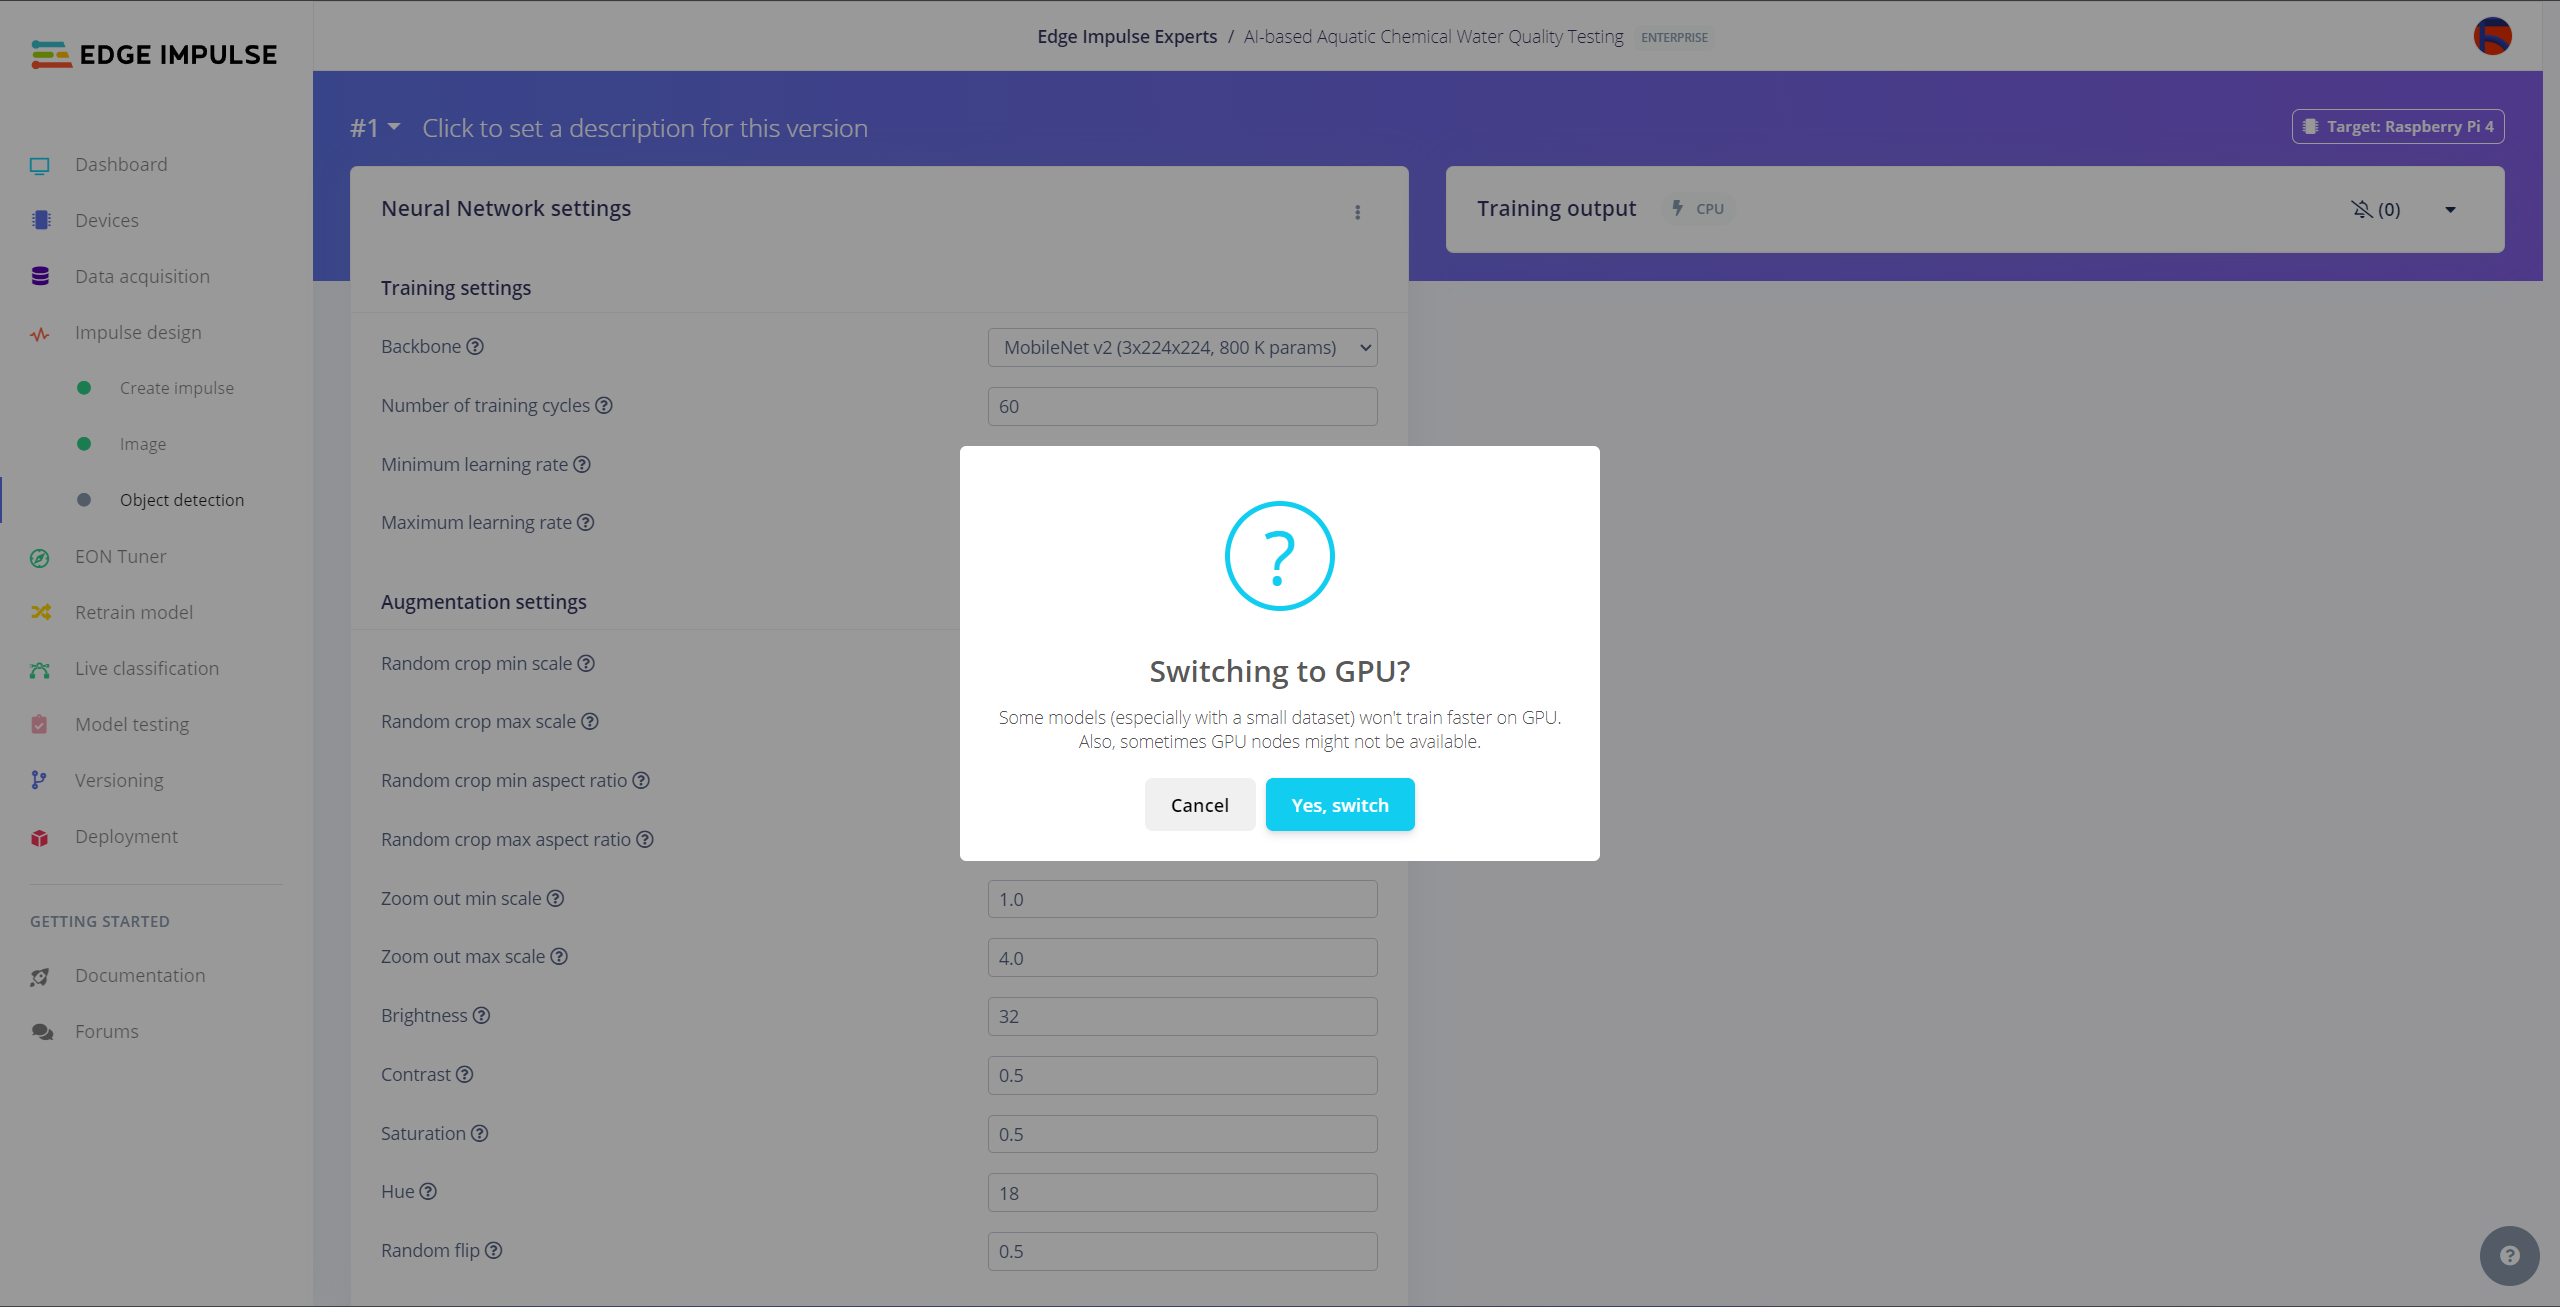 EDGE IMPULSE
Edge Impulse Experts / AI-based Aquatic Chemical Water Quality Testing ENTERPRISE
#1 Click to set a description for this version
Target: Raspberry Pi 4
Dashboard
Devices
Data acquisition
Impulse design
Create impulse
Image
Object detection
EON Tuner
Retrain model
Live classification
Model testing
Versioning
Deployment
GETTING STARTED
Documentation
Forums
Neural Network settings
Training settings
Backbone ? MobileNet v2 (3x224x224, 800 K params)
Number of training cycles ? 60
Minimum learning rate ?
Maximum learning rate ?
Augmentation settings
Random crop min scale ?
Random crop max scale ?
Random crop min aspect ratio ?
Random crop max aspect ratio ?
Zoom out min scale ? 1.0
Zoom out max scale ? 4.0
Brightness ? 32
Contrast ? 0.5
Saturation ? 0.5
Hue ? 18
Random flip ? 0.5
Training output CPU (0)
?
Switching to GPU?
Some models (especially with a small dataset) won't train faster on GPU.
Also, sometimes GPU nodes might not be available.
Cancel Yes, switch
?